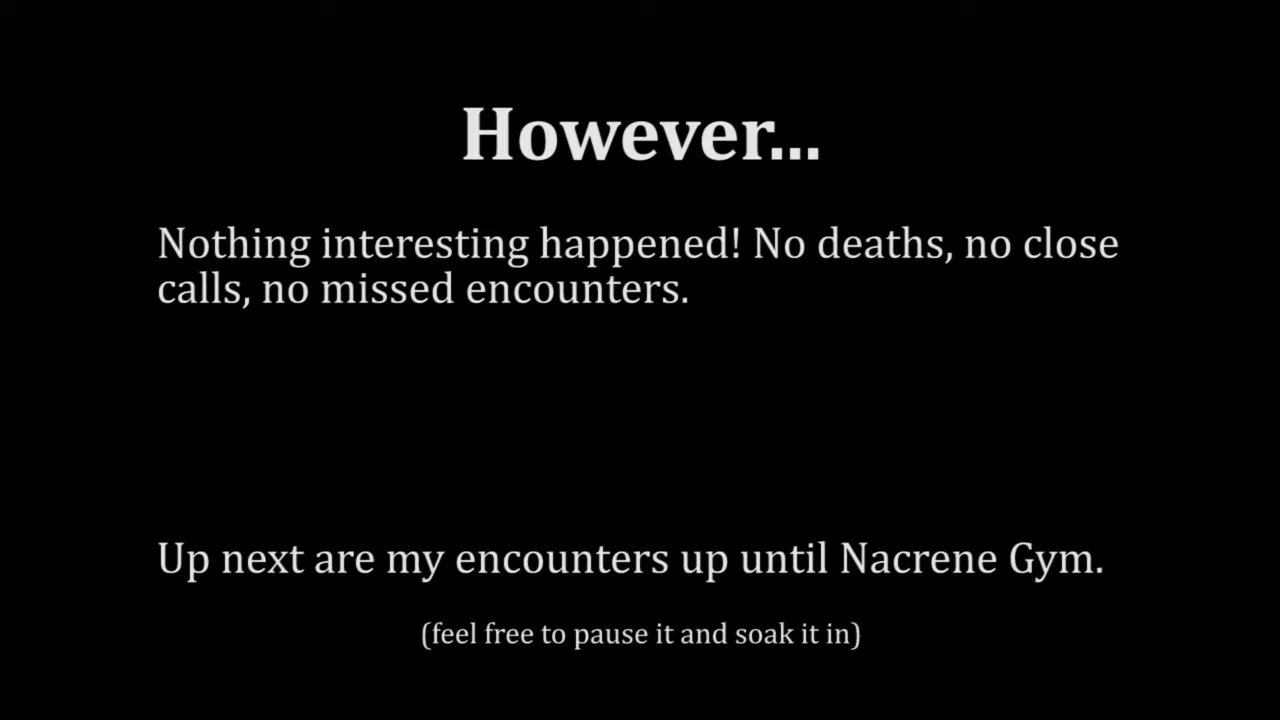 However...
Nothing interesting happened! No deaths, no close
calls, no missed encounters.
Up next are my encounters up until Nacrene Gym.
(feel free to pause it and soak it in)